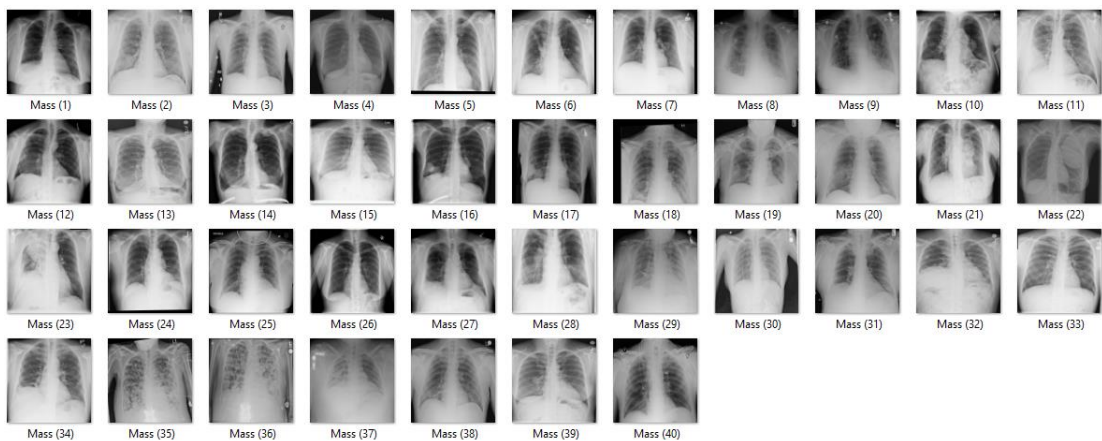 Mass (1) Mass (2) Mass (3) Mass (4) Mass (5) Mass (6) Mass (7) Mass (8) Mass (9) Mass (10) Mass (11)
Mass (12) Mass (13) Mass (14) Mass (15) Mass (16) Mass (17) Mass (18) Mass (19) Mass (20) Mass (21) Mass (22)
Mass (23) Mass (24) Mass (25) Mass (26) Mass (27) Mass (28) Mass (29) Mass (30) Mass (31) Mass (32) Mass (33)
Mass (34) Mass (35) Mass (36) Mass (37) Mass (38) Mass (39) Mass (40)